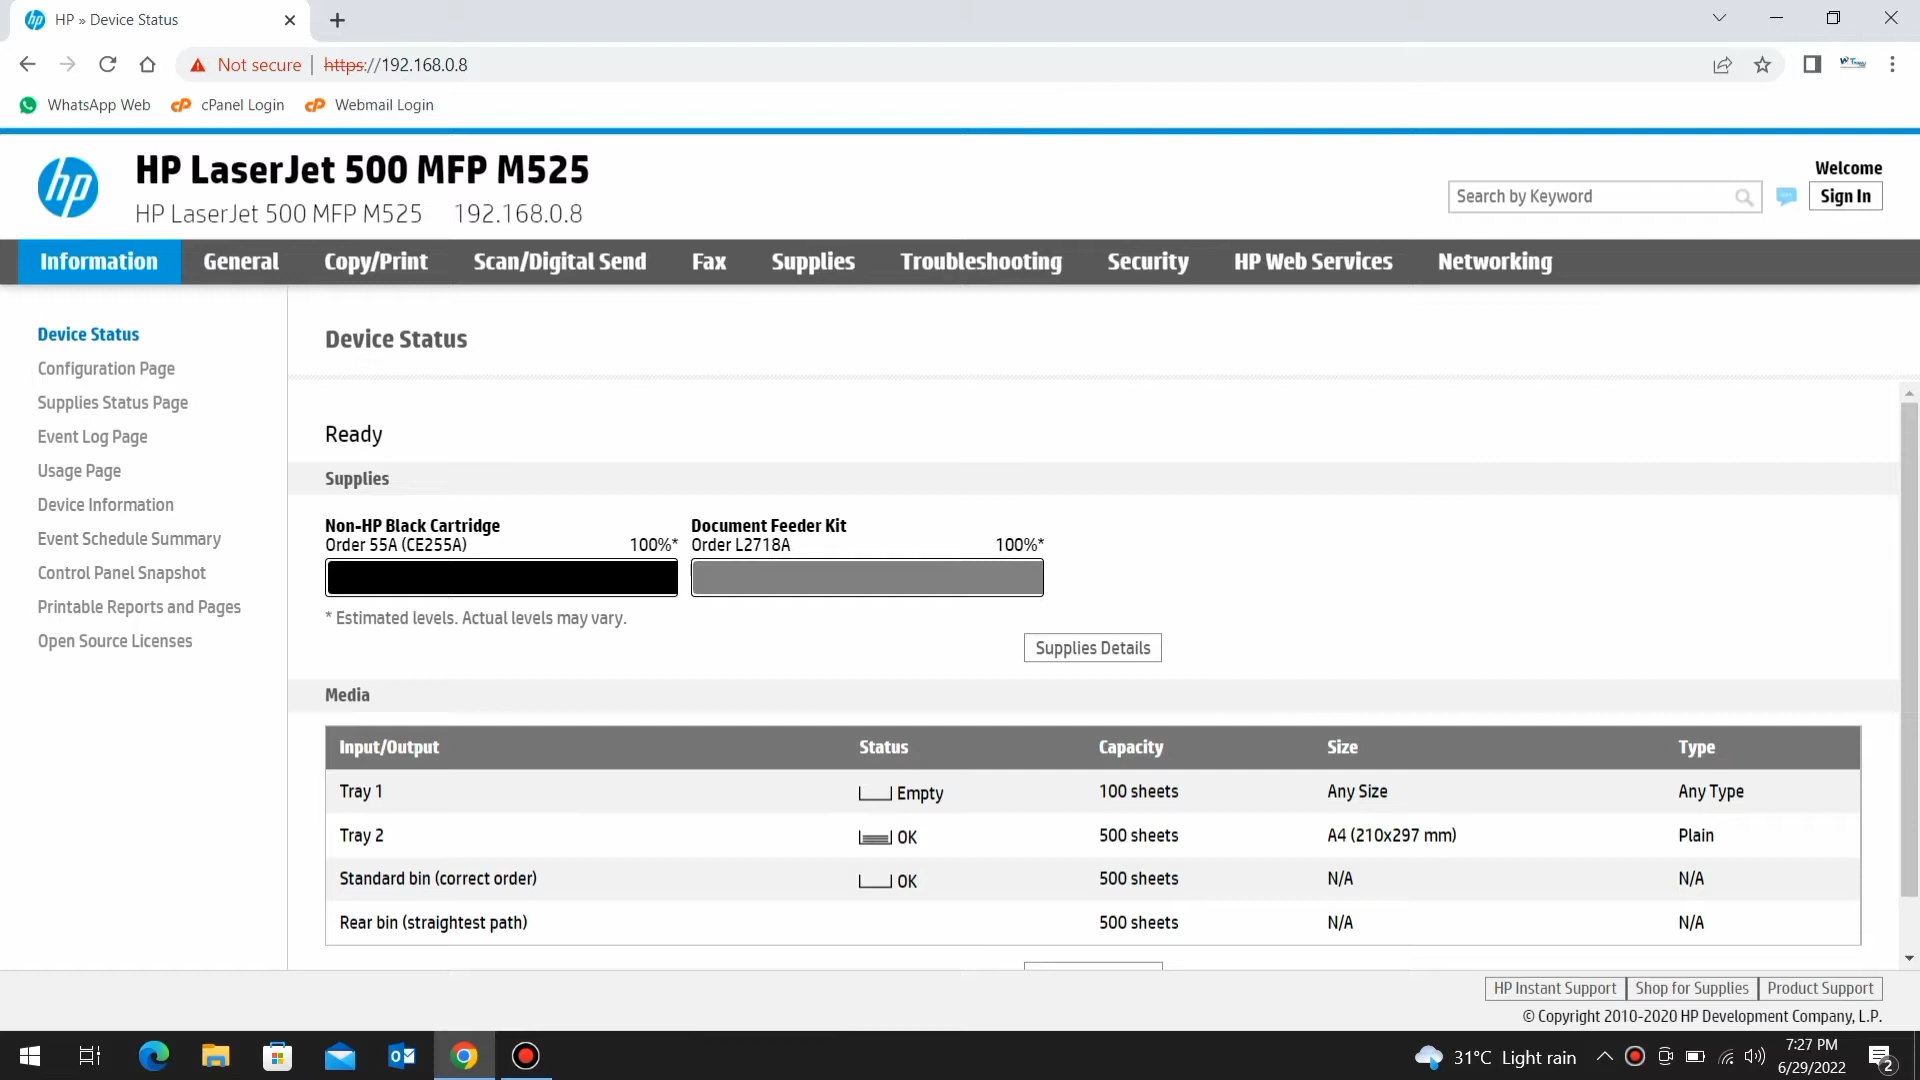 HP » Device Status
Not secure | https://192.168.0.8
WhatsApp Web cPanel Login Webmail Login
HP LaserJet 500 MFP M525
HP LaserJet 500 MFP M525 192.168.0.8
Welcome
Search by Keyword
Sign In
Information General Copy/Print Scan/Digital Send Fax Supplies Troubleshooting Security HP Web Services Networking
Device Status
Configuration Page
Supplies Status Page
Event Log Page
Usage Page
Device Information
Event Schedule Summary
Control Panel Snapshot
Printable Reports and Pages
Open Source Licenses
Device Status
Ready
Supplies
Non-HP Black Cartridge
Order 55A (CE255A) 100%*
Document Feeder Kit
Order L2718A 100%*
* Estimated levels. Actual levels may vary.
Supplies Details
Media
Input/Output Status Capacity Size Type
Tray 1 Empty 100 sheets Any Size Any Type
Tray 2 OK 500 sheets A4 (210x297 mm) Plain
Standard bin (correct order) OK 500 sheets N/A N/A
Rear bin (straightest path) 500 sheets N/A N/A
HP Instant Support Shop for Supplies Product Support
© Copyright 2010-2020 HP Development Company, L.P.
31°C Light rain
7:27 PM
6/29/2022
2